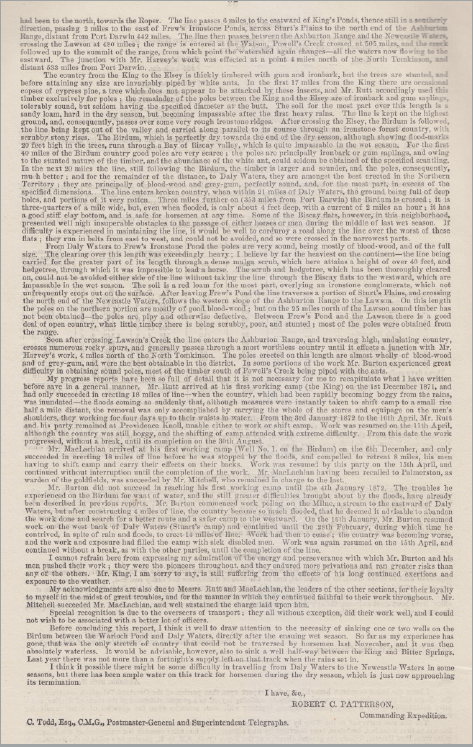 had been to the north, towards the Roper. The line passes 4 miles to the eastward of King's Ponds, thence still in a southerly
direction, passing 2 miles to the east of Frew's Ironstone Ponds, across Sturt's Plains to the north end of the Ashburton
Range, distant from Port Darwin 442 miles. The line then passes between the Ashburton Range and the Newcastle Waters,
crossing the Lawson at 480 miles; the range is entered at the Watson, Powell's Creek crossed at 505 miles, and the creek
followed up to the summit of the range, from which point the watershed again changes—all the waters now flowing to the
eastward. The junction with Mr. Harvey's work was effected at a point 4 miles north of the North Tomkinson, and
distant 538 miles from Port Darwin.
The country from the King to the Elsey is thickly timbered with gum and ironbark, but the trees are stunted, and
before attaining any size are invariably piped by white ants. In the first 17 miles from the King there are occasional
copses of cypress pine, a tree which does not appear to be attacked by these insects, and Mr. Rutt accordingly used this
timber exclusively for poles; the remainder of the poles between the King and the Elsey are of ironbark and gum saplings,
tolerably sound, but seldom having the specified diameter at the butt. The soil for the most part over this length is a
sandy loam, hard in the dry season, but becoming impassable after the first heavy rains. The line is kept on the highest
ground, and, consequently, passes over some very rough ironstone ridges. After crossing the Elsey, the Birdum is followed,
the line being kept out of the valley and carried along parallel to its course through an ironstone forest country, with
scrubby stony rises. The Birdum, which is perfectly dry towards the end of the dry season, although showing flood-marks
20 feet high in the trees, runs through a flat of Biscay valley, which is quite impassable in the wet season. For the first
40 miles of the Birdum country good poles are very scarce; the poles are principally ironbark or gum saplings, and owing
to the stunted nature of the timber, and the abundance of the white ant, could seldom be obtained of the specified scantling.
In the next 20 miles the line, still following the Birdum, the timber is larger and sounder, and the poles, consequently,
much better; and for the remainder of the distance, to Daly Waters, they are amongst the best erected in the Northern
Territory; they are principally of blood-wood and grey-gum, perfectly sound, and, for the most part, in excess of the
specified dimensions. The line enters broken country, when within 21 miles of Daly Waters, the ground being full of deep
holes, and portions of it very rotten. Three miles further on (353 miles from Port Darwin) the Birdum is crossed; it is
three-quarters of a mile wide, but, even when flooded, is only about 4 feet deep, with a current of 2 miles an hour; it has
a good stiff clay bottom, and is safe for horsemen at any time. Some of the Biscay flats, however, in this neighborhood,
presented well nigh insuperable obstacles to the passage of either horses or men during the middle of last wet season. If
difficulty is experienced in maintaining the line, it would be well to corduroy a road along the line over the worst of these
flats; they run in belts from east to west, and could not be avoided, and so were crossed in the narrowest parts.
From Daly Waters to Frew's Ironstone Pond the poles are very sound, being mostly of blood-wood, and of the full
size. The clearing over this length was exceedingly heavy; I believe by far the heaviest on the continent—the line being
carried for the greater part of its length through a dense mulga scrub, which here attains a height of over 40 feet, and
hedgetree, through which it was impossible to lead a horse. The scrub and hedgetree, which has been thoroughly cleared
on, could not be avoided either side of the line without taking the line through the Biscay flats to the westward, which are
impassable in the wet season. The soil is a red loam for the most part, overlying an ironstone conglomerate, which not
unfrequently crops out on the surface. After leaving Frew's Pond the line traverses a portion of Sturt's Plains, and crossing
the north end of the Newcastle Waters, follows the western slope of the Ashburton Range to the Lawson. On this length
the poles on the northern portion are mostly of good blood-wood; but on the 25 miles north of the Lawson sound timber has
not been obtained—the poles are, piny and otherwise defective. Between Frew's Pond and the Lawson there is a good
deal of open country, what little timber there is being scrubby, poor, and stunted; most of the poles were obtained from
the range.
Soon after crossing Lawson's Creek the line enters the Ashburton Range, and traversing high, undulating country,
crosses numerous rocky spurs, and generally passes through a most worthless country until it effects a junction with Mr.
Harvey's work, 4 miles north of the North Tomkinson. The poles erected on this length are almost wholly of blood-wood
and of grey-gum, and were the best obtainable in the district. In some portions of the work Mr. Burton experienced great
difficulty in obtaining sound poles, most of the timber south of Powell's Creek being piped with the ants.
My progress reports have been so full of detail that it is not necessary for me to recapitulate what I have written
before save in a general manner. Mr. Rutt arrived at his first working camp (the King) on the 1st December 1871, and
had only succeeded in erecting 18 miles of line—when the country, which had been rapidly becoming boggy from the rains,
was inundated—the floods coming so suddenly that, although measures were instantly taken to shift camp to a small rise
half a mile distant, the removal was only accomplished by carrying the whole of the stores and equipage on the men's
shoulders, they working for four days up to their waists in water. From the 2nd January 1872 to the 16th April, Mr. Rutt
and his party remained at Providence Knoll, unable either to work or shift camp. Work was resumed on the 11th April,
although the country was still boggy, and the shifting of camp attended with extreme difficulty. From this date the work
progressed, without a break, until its completion on the 30th August.
Mr. MacLachlan arrived at his first working camp (Well No. 1, on the Birdum) on the 6th December, and only
succeeded in erecting 19 miles of line before he was stopped by the floods, and compelled to retreat 8 miles, his men
having to shift camp and carry their effects on their backs. Work was resumed by this party on the 15th April, and
continued without interruption until the completion of the work. Mr. MacLachlan having been recalled to Palmerston, as
warden of the goldfields, was succeeded by Mr. Mitchell, who remained in charge to the last.
Mr. Burton did not succeed in reaching his first working camp until the 4th January 1872. The troubles he
experienced on the Birdum for want of water, and the still greater difficulties brought about by the floods, have already
been described in previous reports. Mr. Burton commenced work poling on the Milne, a stream to the eastward of Daly
Waters, but after constructing 4 miles of line, the country became so much flooded, that he deemed it advisable to abandon
the work done and search for a better route and a safer camp to the westward. On the 16th January, Mr. Burton resumed
work on the west bank of Daly Waters (Stuart's camp) and continued until the 20th February, during which time he
contrived, in spite of rain and floods, to erect 10 miles of line. Work had then to cease; the country was becoming worse,
and the work and exposure had filled the camp with sick disabled men. Work was again resumed on the 15th April, and
continued without a break, as with the other parties, until the completion of the line.
I cannot refrain here from expressing my admiration of the energy and perseverance with which Mr. Burton and his
men pushed their work; they were the pioneers throughout, and they endured more privations and ran greater risks than
any of the others. Mr. King, I am sorry to say, is still suffering from the effects of his long continued exertions and
exposure to the weather.
My acknowledgments are also due to Messrs. Rutt and MacLachlan, the leaders of the other sections, for their loyalty
to myself in the midst of great troubles, and for the manner in which they continued faithful to their work throughout. Mr.
Mitchell succeeded Mr. MacLachlan, and well sustained the charge laid upon him.
Special recognition is due to the overseers of transport; they all without exception, did their work well, and I could
not wish to be associated with a better lot of officers.
Before concluding this report, I think it well to draw attention to the necessity of sinking one or two wells on the
Birdum between the Warlock Pond and Daly Waters, directly after the ensuing wet season. So far as my experience has
gone, that was the only stretch of country that could not be traversed by horsemen last November, and it was then
absolutely waterless. It would be advisable, however, also to sink a well half-way between the King and Bitter Springs.
Last year there was not more than a fortnight's supply left on that track when the rains set in.
I think it possible there might be some difficulty in travelling from Daly Waters to the Newcastle Waters in some
seasons, but there has been ample water on this track for horsemen during the dry season, which is just now approaching
its termination.
I have, &c.,
ROBERT C. PATTERSON,
Commanding Expedition.
C. Todd, Esq., C.M.G., Postmaster-General and Superintendent Telegraphs.